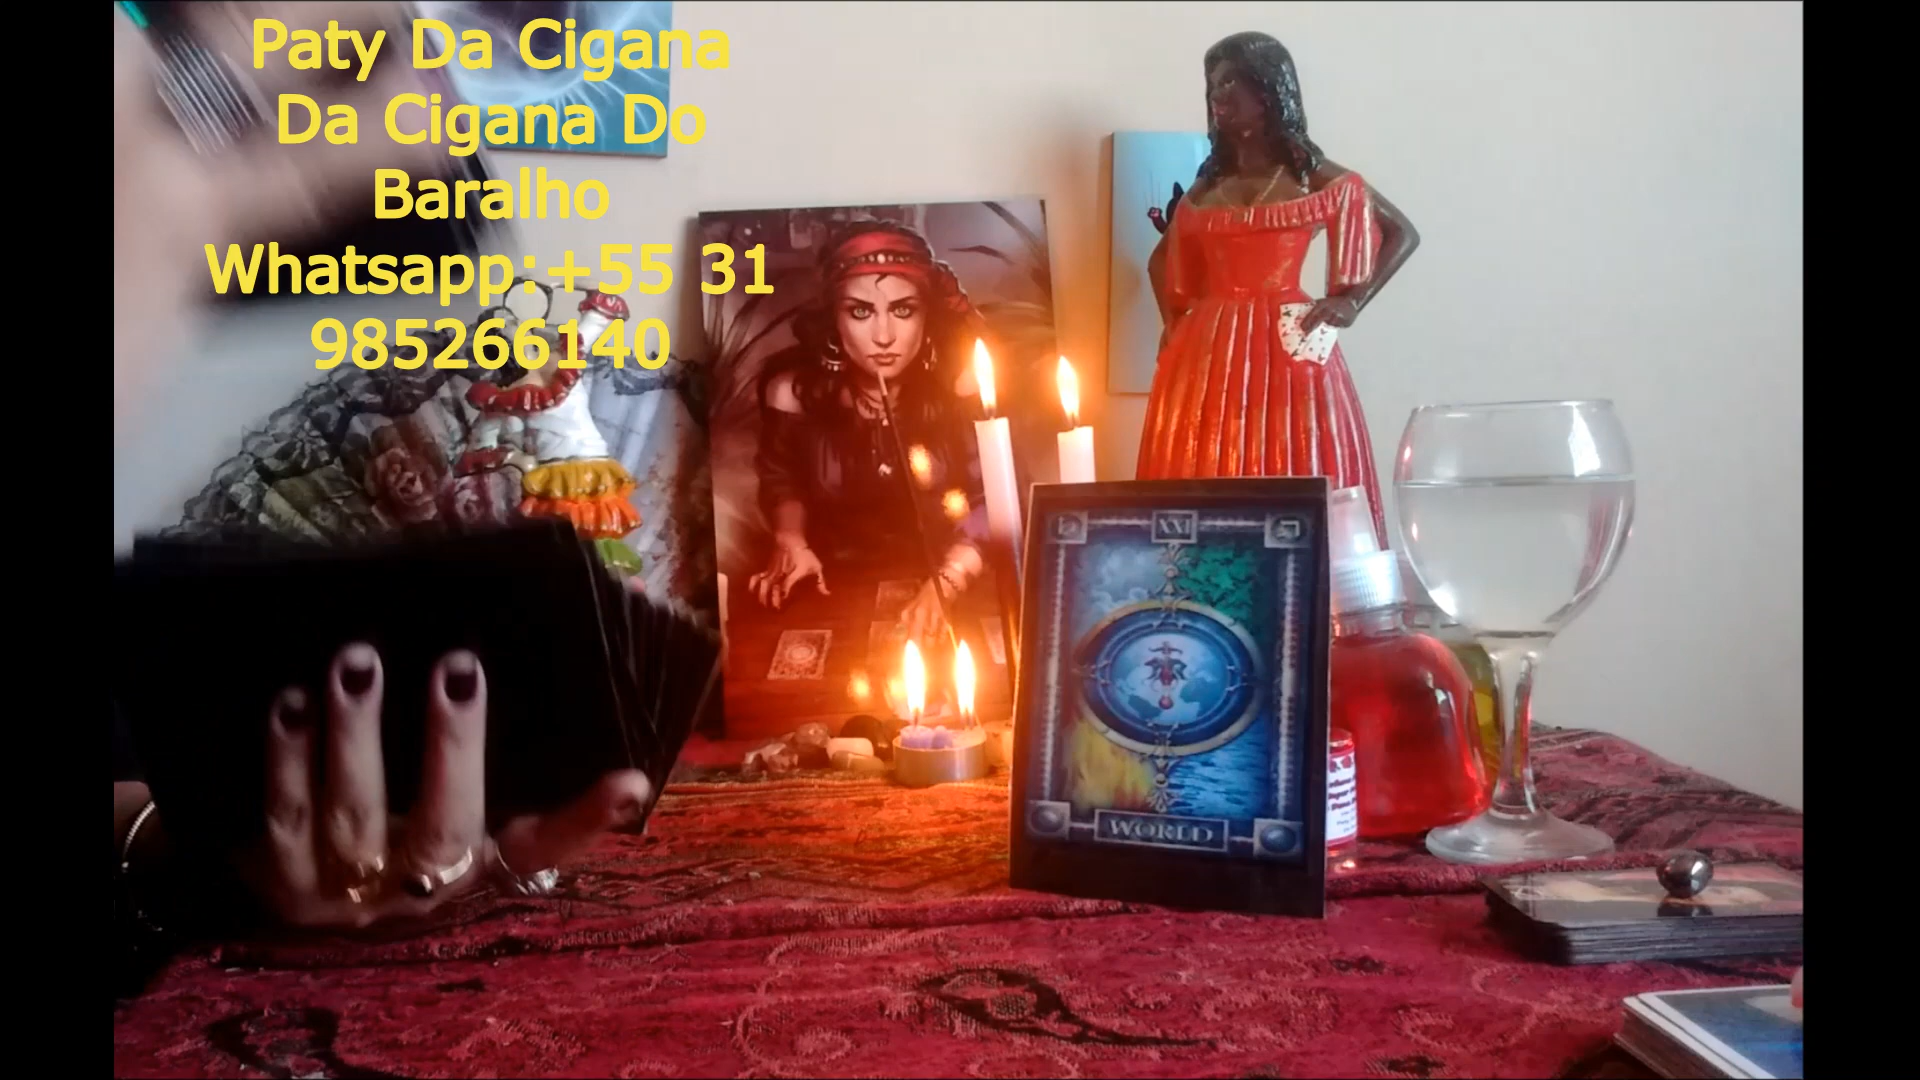 Paty Da Cigana
Da Cigana Do
Baralho
Whatsapp:+55 31
985266140
XXI
WORLD